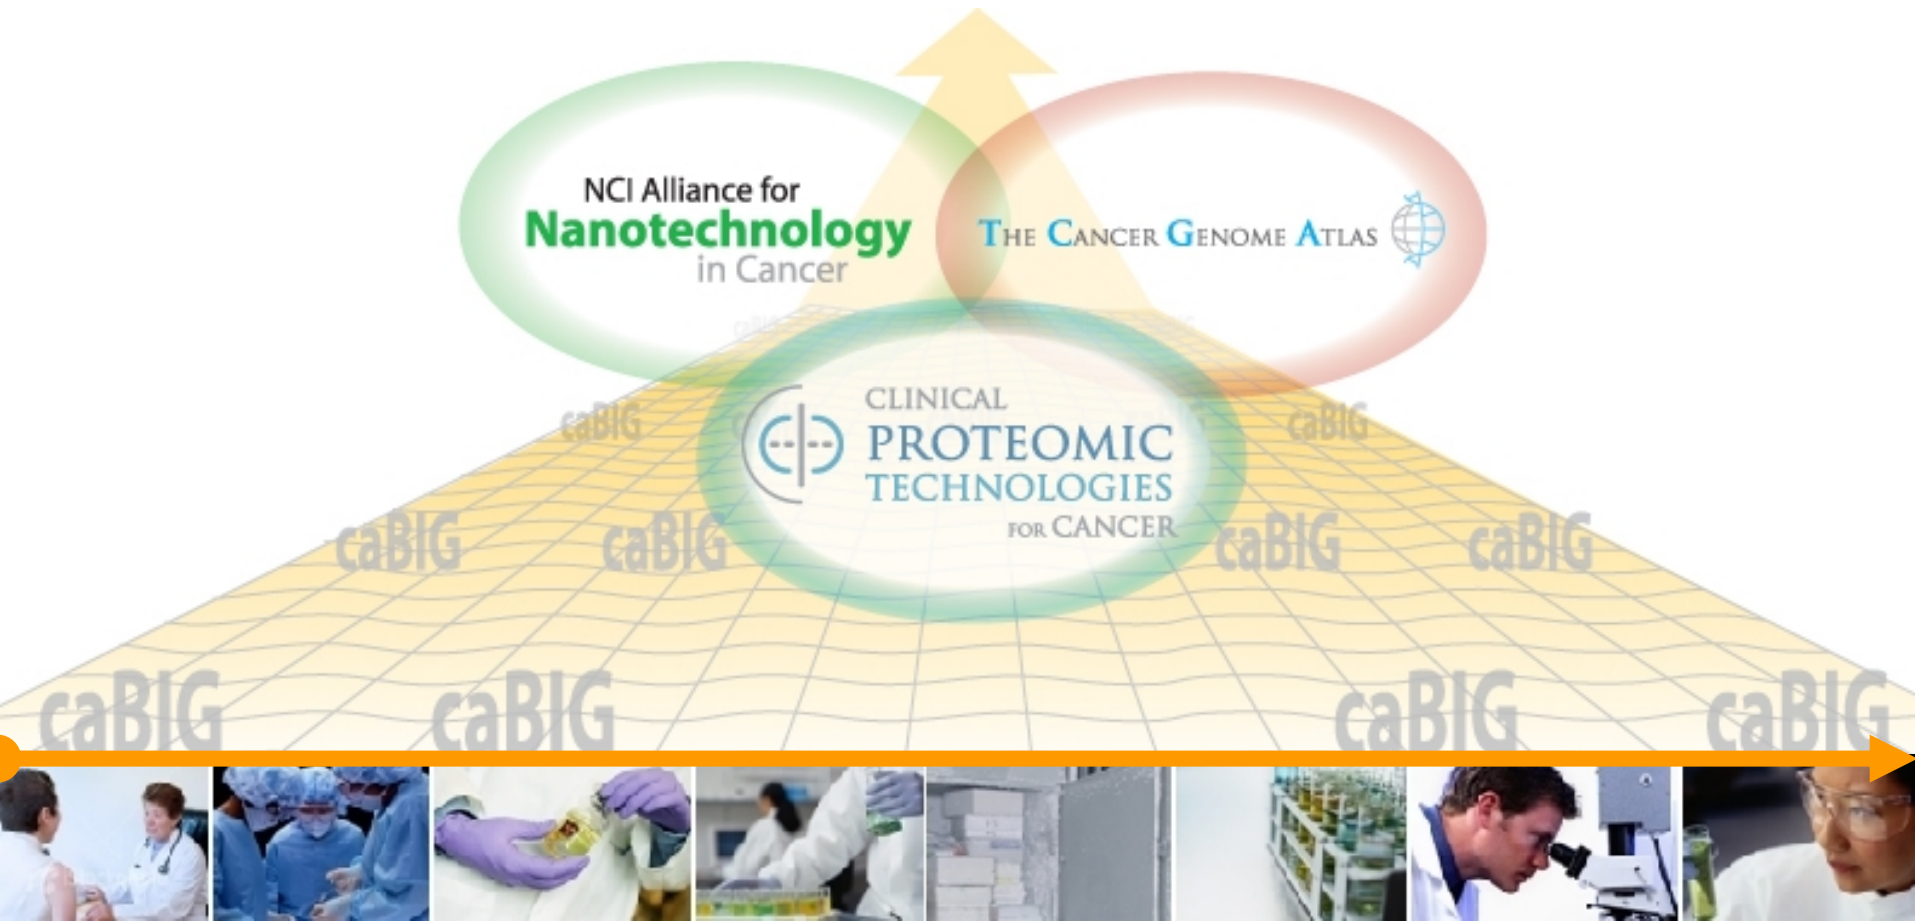 NCI Alliance for
Nanotechnology
in Cancer
THE CANCER GENOME ATLAS
caBIG
CLINICAL
PROTEOMIC
TECHNOLOGIES
FOR CANCER
caBIG caBIG
caBIG caBIG caBIG caBIG
caBIG caBIG caBIG caBIG